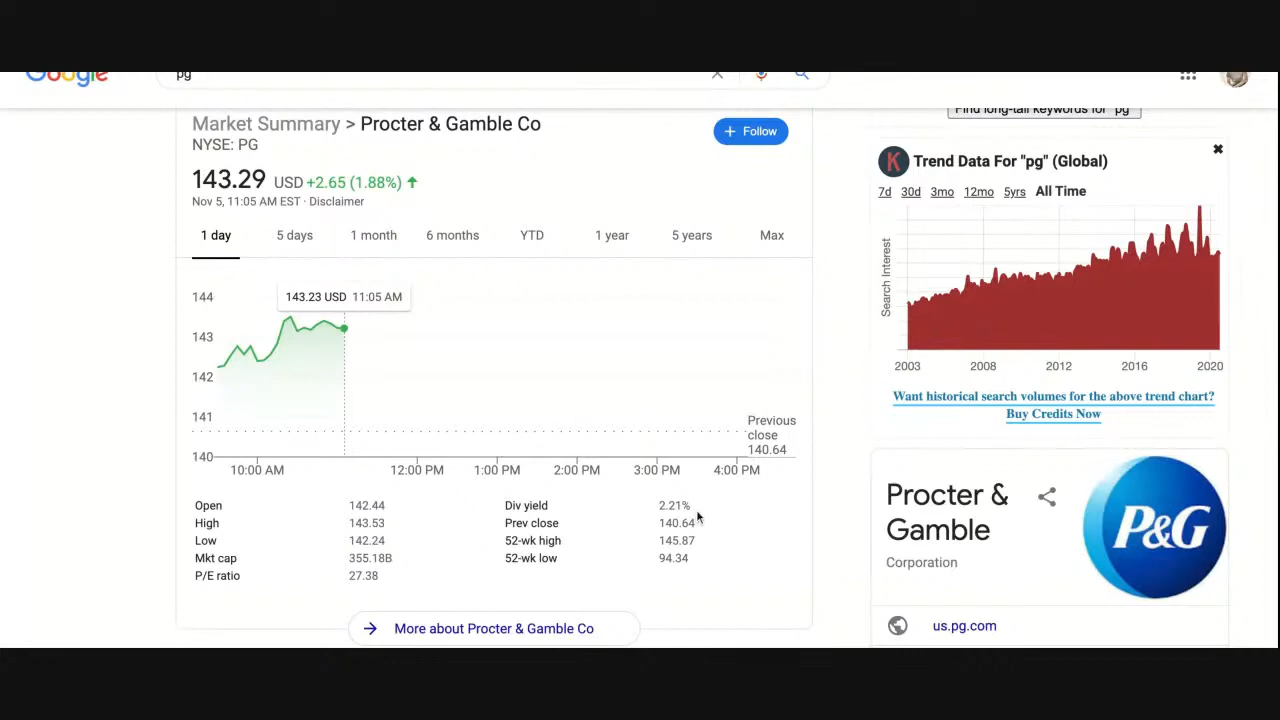 Google
pg
Market Summary > Procter & Gamble Co
NYSE: PG
Follow
143.29 USD +2.65 (1.88%)
Nov 5, 11:05 AM EST · Disclaimer
1 day 5 days 1 month 6 months YTD 1 year 5 years Max
143.23 USD 11:05 AM
144
143
142
141
140
Previous
close
140.64
10:00 AM 12:00 PM 1:00 PM 2:00 PM 3:00 PM 4:00 PM
Open 142.44 Div yield 2.21%
High 143.53 Prev close 140.64
Low 142.24 52-wk high 145.87
Mkt cap 355.18B 52-wk low 94.34
P/E ratio 27.38
More about Procter & Gamble Co
Find long-tail keywords for "pg"
K Trend Data For "pg" (Global)
7d 30d 3mo 12mo 5yrs All Time
Search Interest
2003 2008 2012 2016 2020
Want historical search volumes for the above trend chart?
Buy Credits Now
Procter &
Gamble
Corporation
P&G
us.pg.com